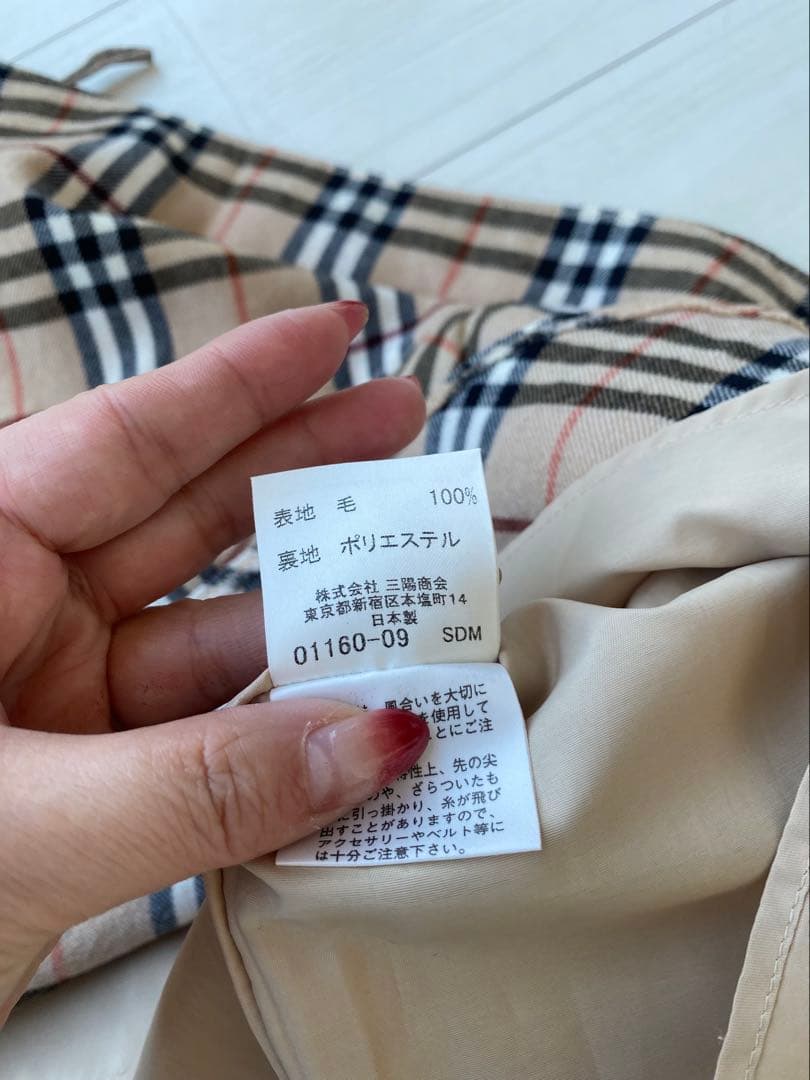 表地 毛 100%
裏地 ポリエステル
株式会社 三陽商会
東京都新宿区本塩町14
日本製
01160-09 SDM
風合いを大切に
を使用して
とにご注
特性上、先の尖
のや、ざらついたも
に引っ掛かり、糸が飛び
出すことがありますので、
アクセサリーやベルト等に
は十分ご注意下さい。